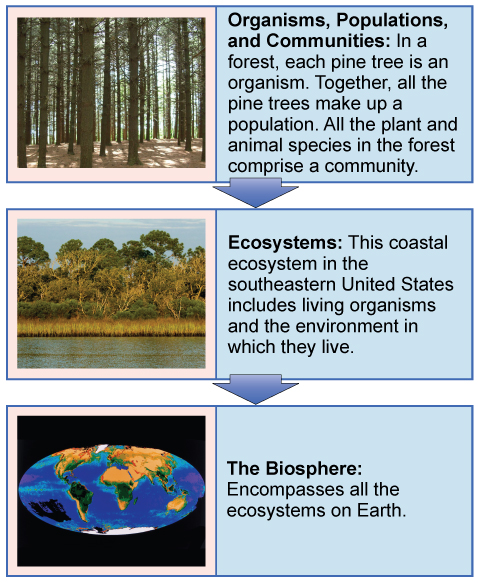 Organisms, Populations,
and Communities: In a
forest, each pine tree is an
organism. Together, all the
pine trees make up a
population. All the plant and
animal species in the forest
comprise a community.
Ecosystems: This coastal
ecosystem in the
southeastern United States
includes living organisms
and the environment in
which they live.
The Biosphere:
Encompasses all the
ecosystems on Earth.